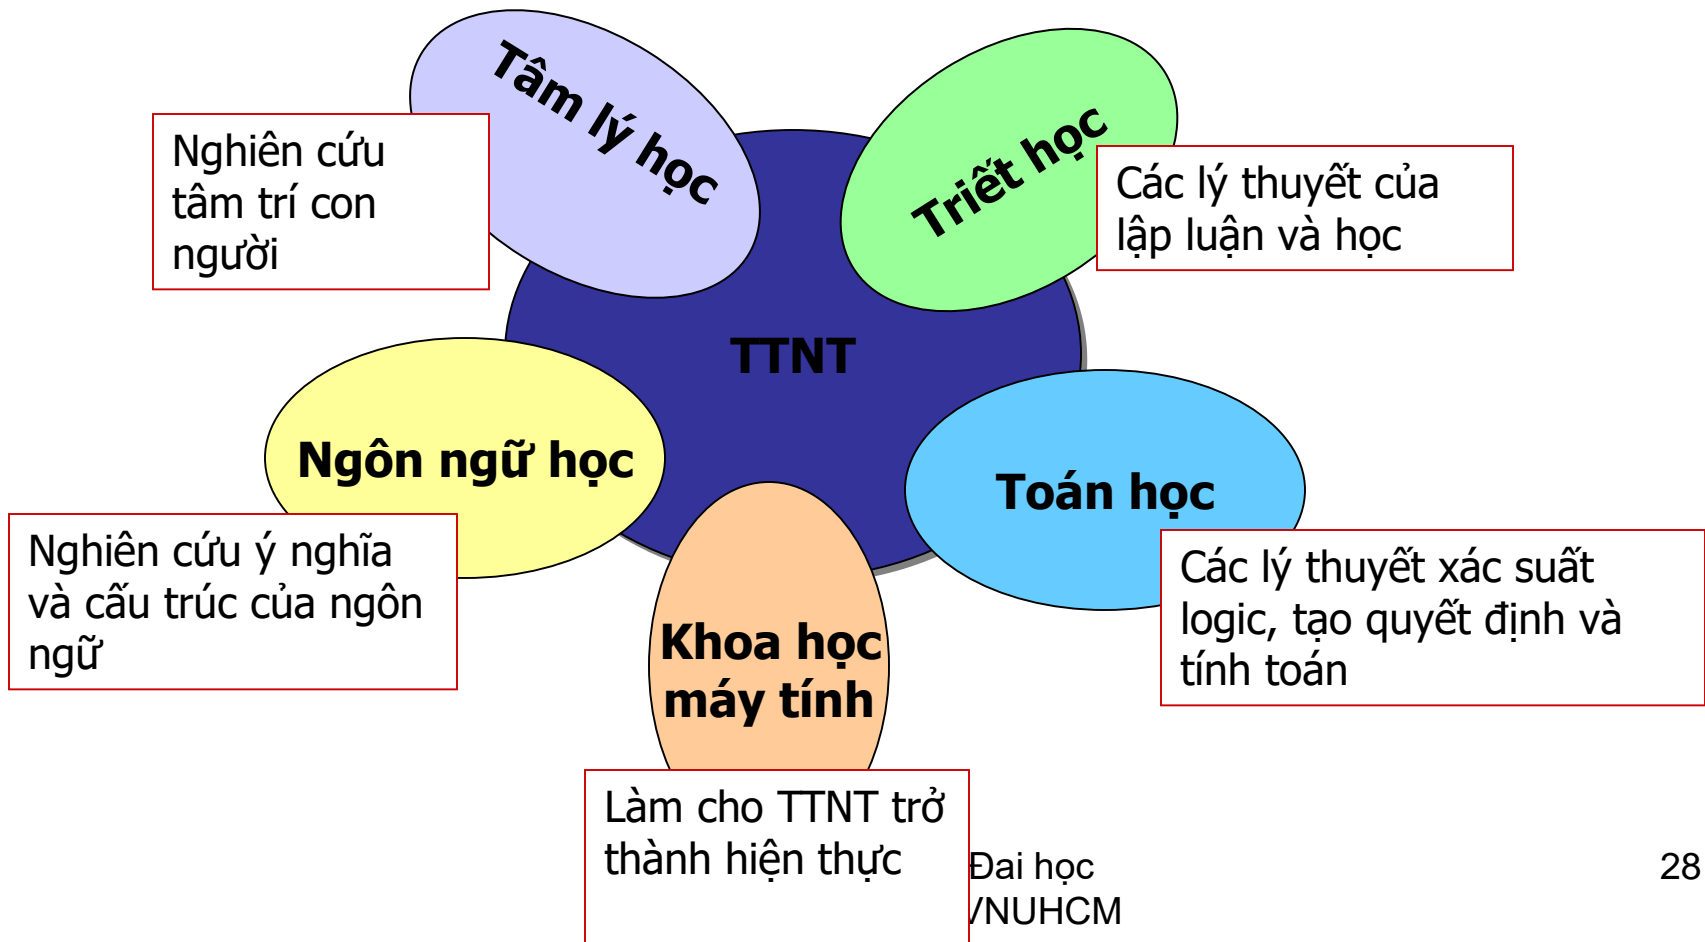 Tâm lý học
Triết học
Nghiên cứu
tâm trí con
người
Các lý thuyết của
lập luận và học
TTNT
Ngôn ngữ học
Toán học
Nghiên cứu ý nghĩa
và cấu trúc của ngôn
ngữ
Các lý thuyết xác suất
logic, tạo quyết định và
tính toán
Khoa học
máy tính
Làm cho TTNT trở
thành hiện thực
Đai học
VNUHCM
28